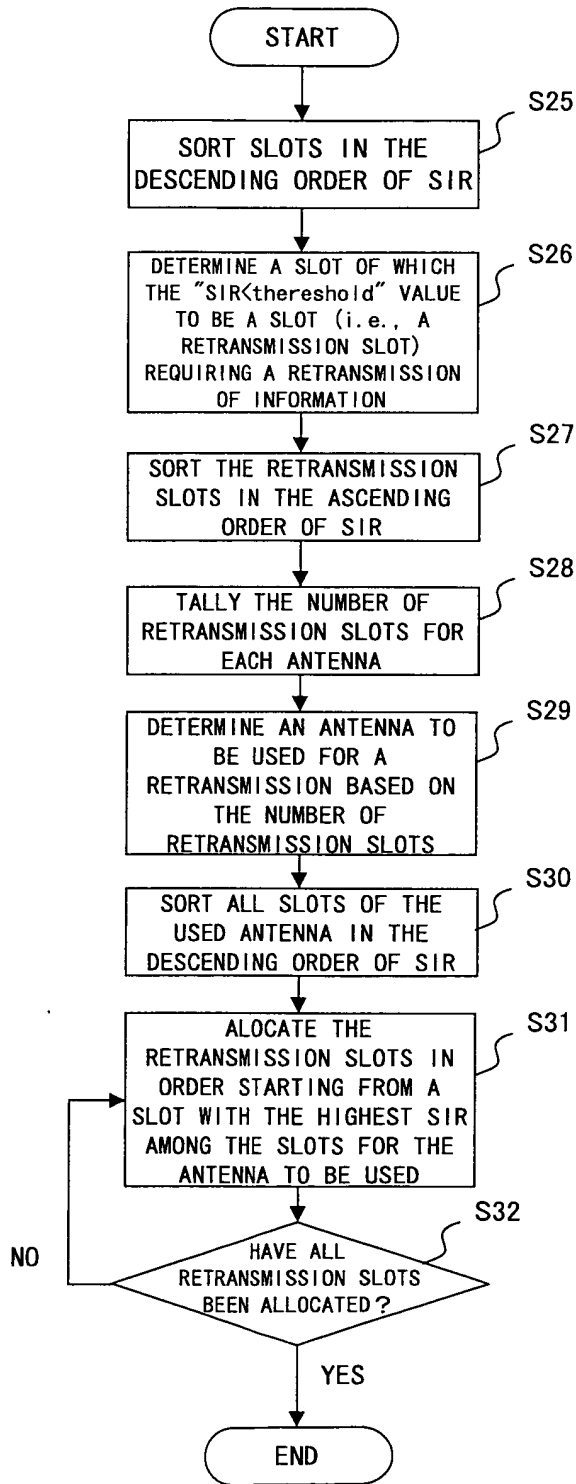 START
S25
SORT SLOTS IN THE
DESCENDING ORDER OF SIR
S26
DETERMINE A SLOT OF WHICH
THE "SIR<thereshold" VALUE
TO BE A SLOT (i.e., A
RETRANSMISSION SLOT)
REQUIRING A RETRANSMISSION
OF INFORMATION
S27
SORT THE RETRANSMISSION
SLOTS IN THE ASCENDING
ORDER OF SIR
S28
TALLY THE NUMBER OF
RETRANSMISSION SLOTS FOR
EACH ANTENNA
S29
DETERMINE AN ANTENNA TO
BE USED FOR A
RETRANSMISSION BASED ON
THE NUMBER OF
RETRANSMISSION SLOTS
S30
SORT ALL SLOTS OF THE
USED ANTENNA IN THE
DESCENDING ORDER OF SIR
S31
ALOCATE THE
RETRANSMISSION SLOTS IN
ORDER STARTING FROM A
SLOT WITH THE HIGHEST SIR
AMONG THE SLOTS FOR THE
ANTENNA TO BE USED
S32
HAVE ALL
RETRANSMISSION SLOTS
BEEN ALLOCATED?
NO
YES
END